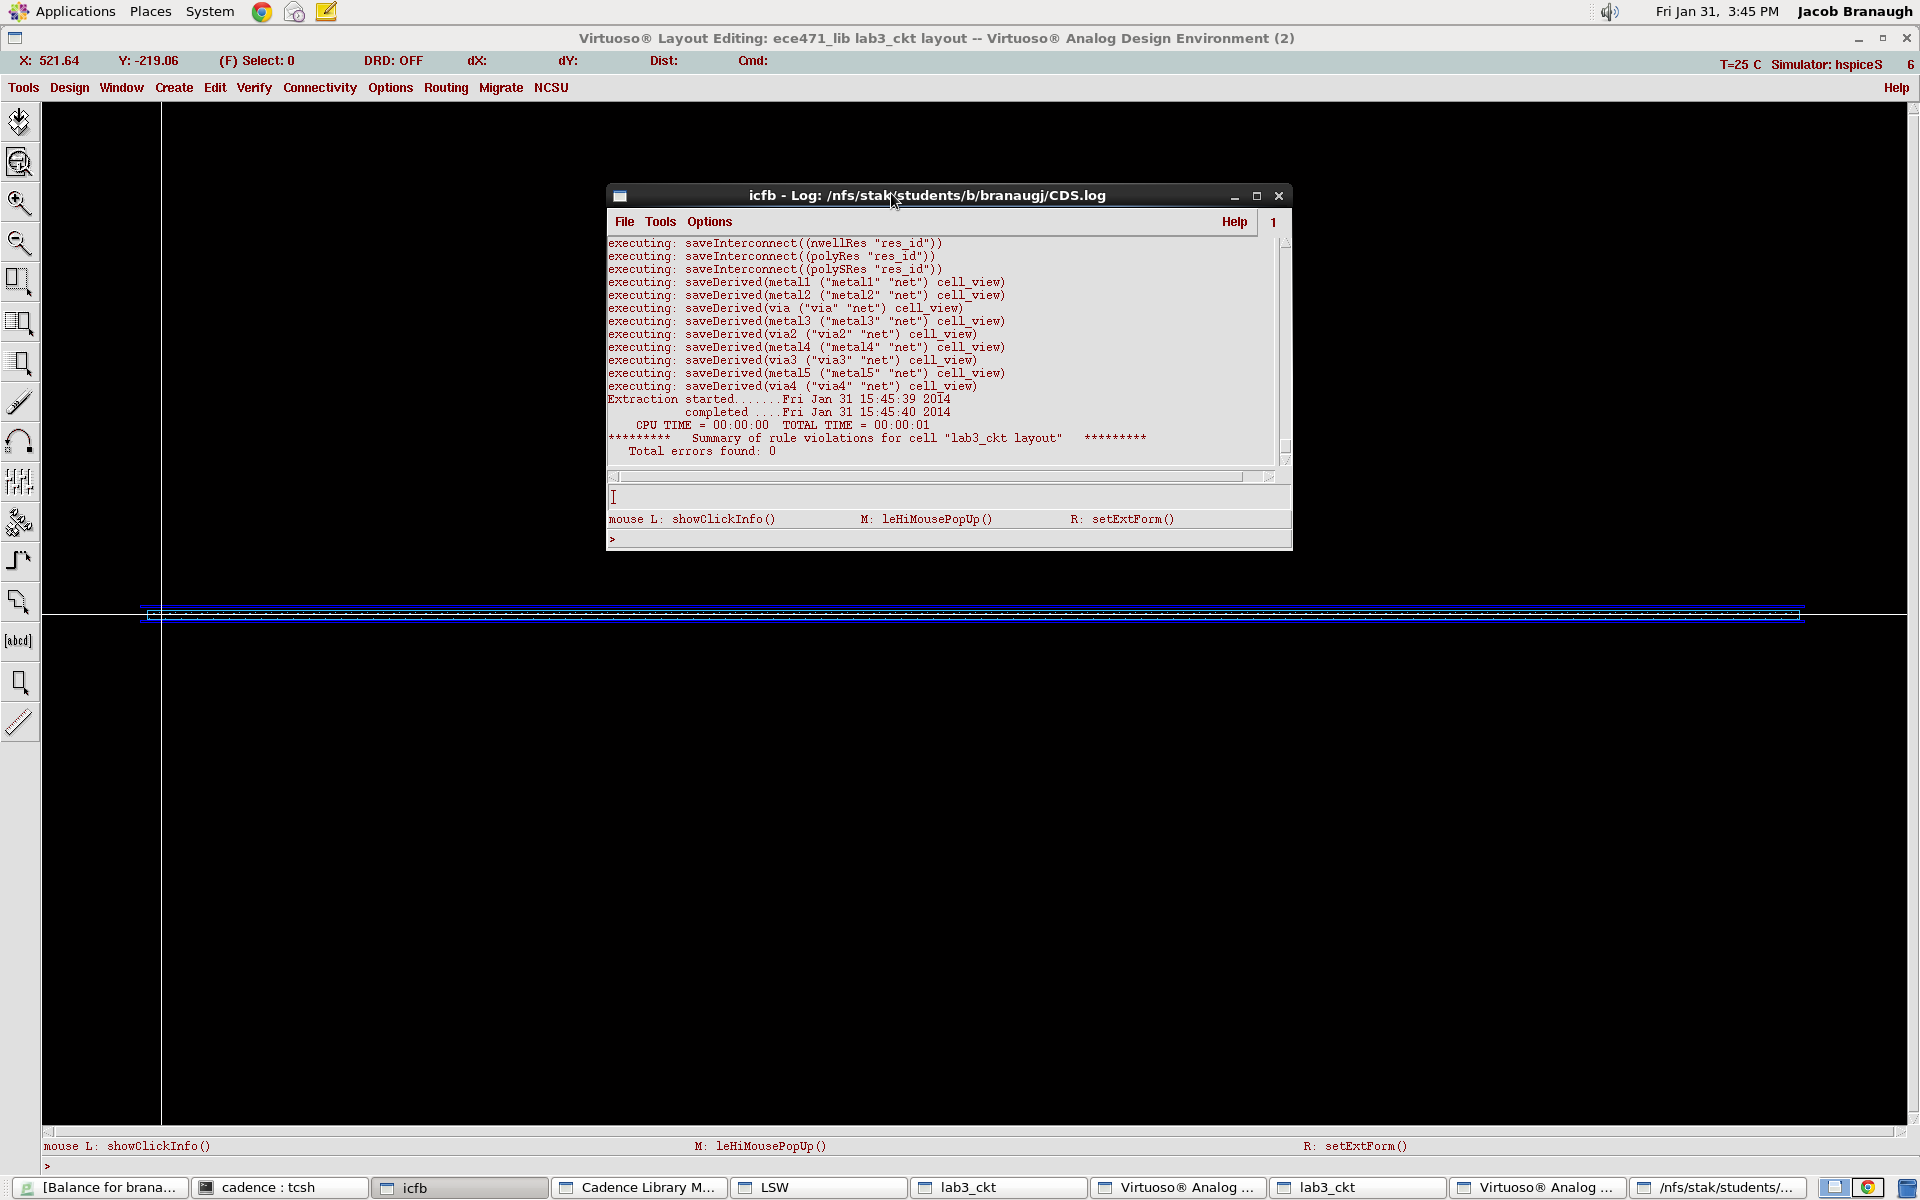 Applications Places System Fri Jan 31, 3:45 PM Jacob Branaugh
Virtuoso® Layout Editing: ece471_lib lab3_ckt layout -- Virtuoso® Analog Design Environment (2)
X: 521.64 Y: -219.06 (F) Select: 0 DRD: OFF dX: dY: Dist: Cmd: T=25 C Simulator: hspiceS 6
Tools Design Window Create Edit Verify Connectivity Options Routing Migrate NCSU Help
icfb - Log: /nfs/stak/students/b/branaugj/CDS.log
File Tools Options Help 1
executing: saveInterconnect((nwellRes "res_id"))
executing: saveInterconnect((polyRes "res_id"))
executing: saveInterconnect((polySRes "res_id"))
executing: saveDerived(metal1 ("metal1" "net") cell_view)
executing: saveDerived(metal2 ("metal2" "net") cell_view)
executing: saveDerived(via ("via" "net") cell_view)
executing: saveDerived(metal3 ("metal3" "net") cell_view)
executing: saveDerived(via2 ("via2" "net") cell_view)
executing: saveDerived(metal4 ("metal4" "net") cell_view)
executing: saveDerived(via3 ("via3" "net") cell_view)
executing: saveDerived(metal5 ("metal5" "net") cell_view)
executing: saveDerived(via4 ("via4" "net") cell_view)
Extraction started.......Fri Jan 31 15:45:39 2014
completed ....Fri Jan 31 15:45:40 2014
CPU TIME = 00:00:00 TOTAL TIME = 00:00:01
********* Summary of rule violations for cell "lab3_ckt layout" *********
Total errors found: 0
mouse L: showClickInfo() M: leHiMousePopUp() R: setExtForm()
>
[abcd]
mouse L: showClickInfo() M: leHiMousePopUp() R: setExtForm()
>
[Balance for brana... cadence : tcsh icfb Cadence Library M... LSW lab3_ckt Virtuoso® Analog ... lab3_ckt Virtuoso® Analog ... /nfs/stak/students/...